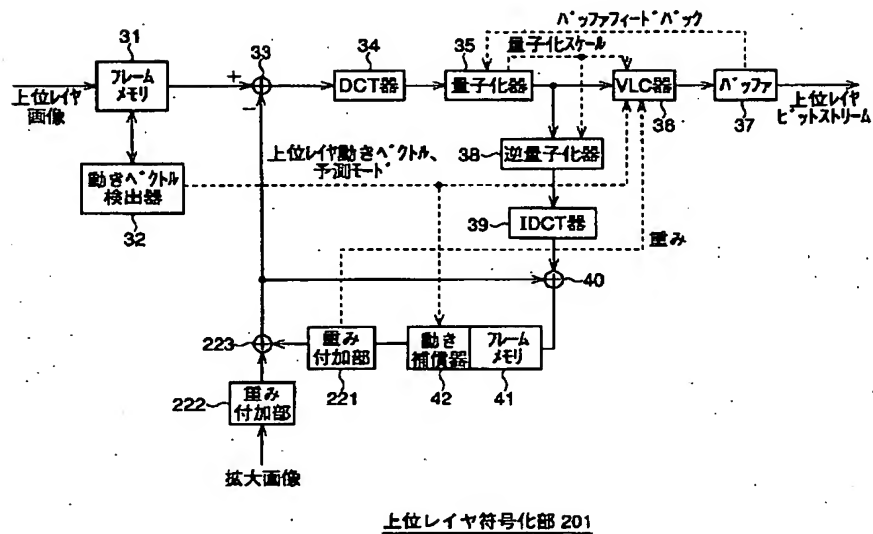 バッファフィードバック
31
33
34
35
量子化スケール
フレーム
メモリ
+
−
DCT器
量子化器
VLC器
バッファ
上位レイヤ
画像
36
37
上位レイヤ
ビットストリーム
動きベクトル
検出器
32
上位レイヤ動きベクトル、
予測モード
38
逆量子化器
39
IDCT器
重み
40
223
重み
付加部
221
動き
補償器
42
フレーム
メモリ
41
222
重み
付加部
拡大画像
上位レイヤ符号化部 201